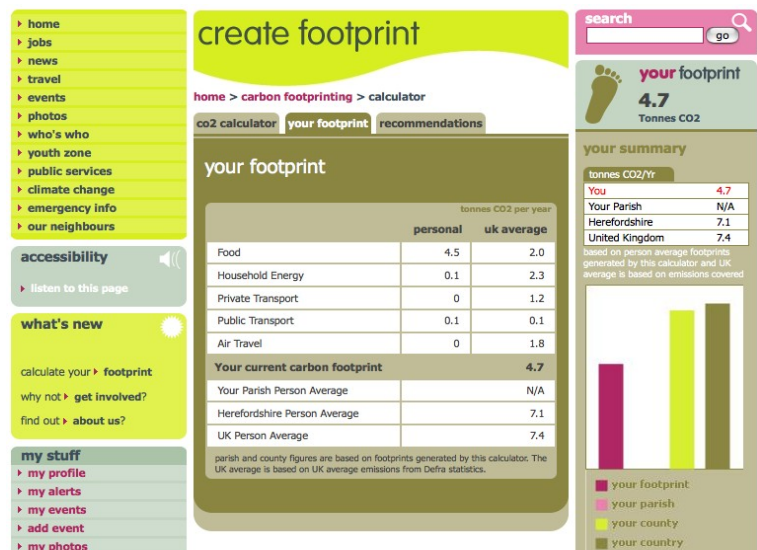 home
jobs
news
travel
events
photos
who's who
youth zone
public services
climate change
emergency info
our neighbours
accessibility
listen to this page
what's new
calculate your footprint
why not get involved?
find out about us?
my stuff
my profile
my alerts
my events
add event
my photos
create footprint
home > carbon footprinting > calculator
co2 calculator your footprint recommendations
your footprint
tonnes CO2 per year
personal uk average
Food 4.5 2.0
Household Energy 0.1 2.3
Private Transport 0 1.2
Public Transport 0.1 0.1
Air Travel 0 1.8
Your current carbon footprint 4.7
Your Parish Person Average N/A
Herefordshire Person Average 7.1
UK Person Average 7.4
parish and county figures are based on footprints generated by this calculator. The
UK average is based on UK average emissions from Defra statistics.
search
go
your footprint
4.7
Tonnes CO2
your summary
tonnes CO2/Yr
You 4.7
Your Parish N/A
Herefordshire 7.1
United Kingdom 7.4
based on person average footprints
generated by this calculator and UK
average is based on emissions covered
your footprint
your parish
your county
your country